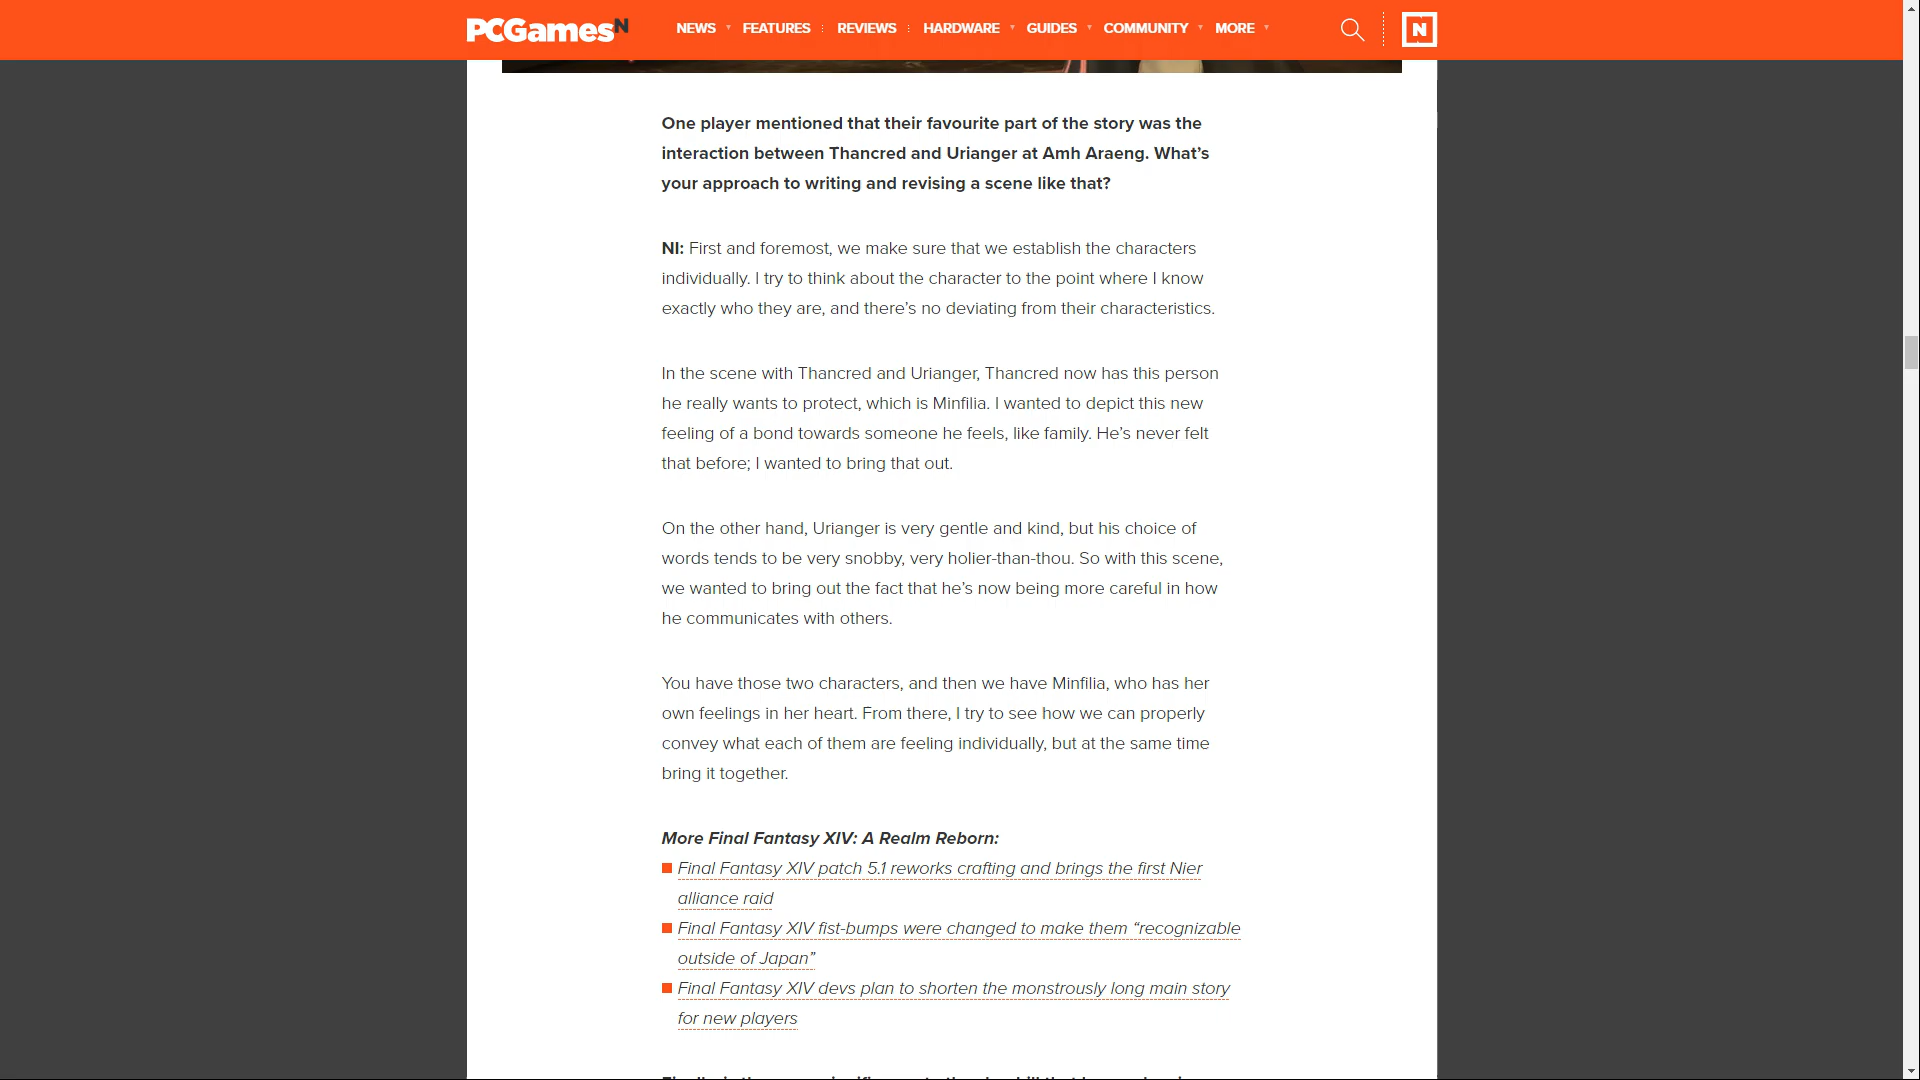 PCGamesN NEWS FEATURES REVIEWS HARDWARE GUIDES COMMUNITY MORE N
One player mentioned that their favourite part of the story was the
interaction between Thancred and Urianger at Amh Araeng. What’s
your approach to writing and revising a scene like that?
NI: First and foremost, we make sure that we establish the characters
individually. I try to think about the character to the point where I know
exactly who they are, and there’s no deviating from their characteristics.
In the scene with Thancred and Urianger, Thancred now has this person
he really wants to protect, which is Minfilia. I wanted to depict this new
feeling of a bond towards someone he feels, like family. He’s never felt
that before; I wanted to bring that out.
On the other hand, Urianger is very gentle and kind, but his choice of
words tends to be very snobby, very holier-than-thou. So with this scene,
we wanted to bring out the fact that he’s now being more careful in how
he communicates with others.
You have those two characters, and then we have Minfilia, who has her
own feelings in her heart. From there, I try to see how we can properly
convey what each of them are feeling individually, but at the same time
bring it together.
More Final Fantasy XIV: A Realm Reborn:
Final Fantasy XIV patch 5.1 reworks crafting and brings the first Nier
alliance raid
Final Fantasy XIV fist-bumps were changed to make them “recognizable
outside of Japan”
Final Fantasy XIV devs plan to shorten the monstrously long main story
for new players